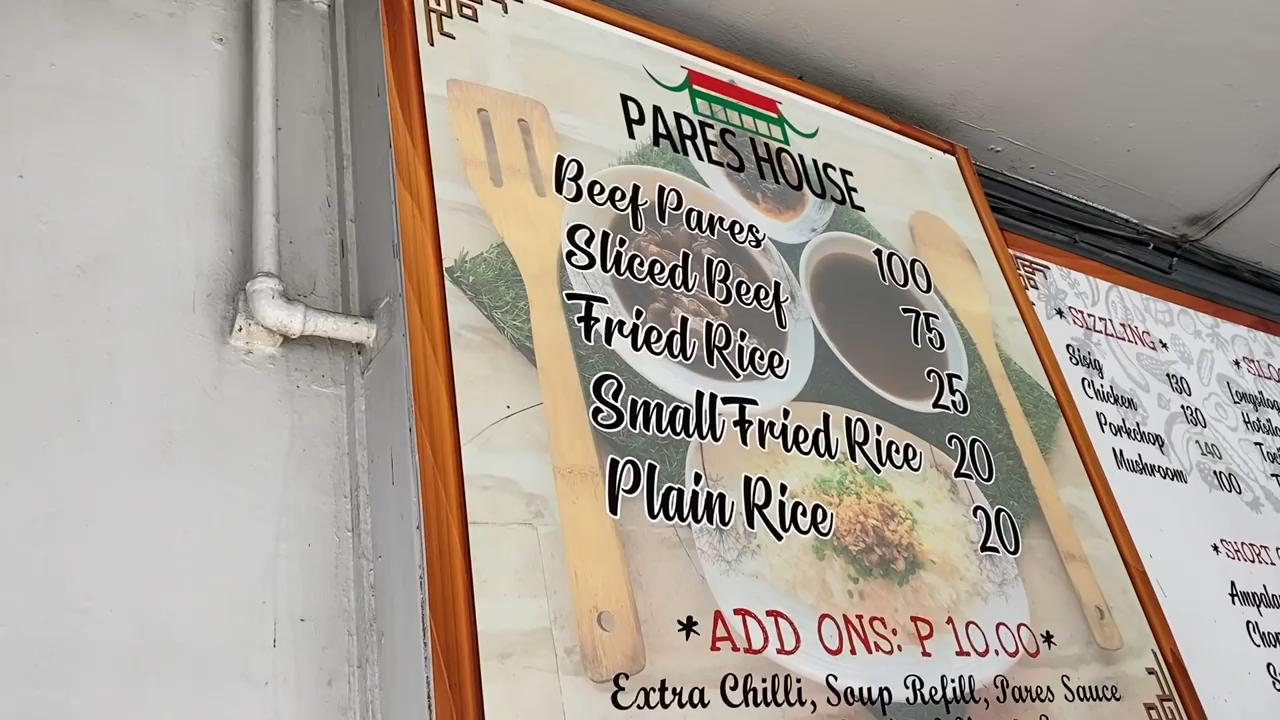 PARES HOUSE
Beef Pares 100
Sliced Beef 75
Fried Rice 25
Small Fried Rice 20
Plain Rice 20
*ADD ONS: P 10.00*
Extra Chilli, Soup Refill, Pares Sauce
*SIZZLING*
Sisig 130
Chicken 130
Porkchop 140
Mushroom 100